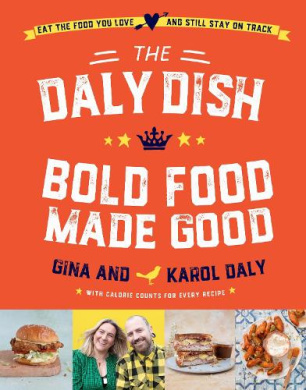 EAT THE FOOD YOU LOVE AND STILL STAY ON TRACK
THE
DALY DISH
BOLD FOOD
MADE GOOD
GINA AND KAROL DALY
WITH CALORIE COUNTS FOR EVERY RECIPE